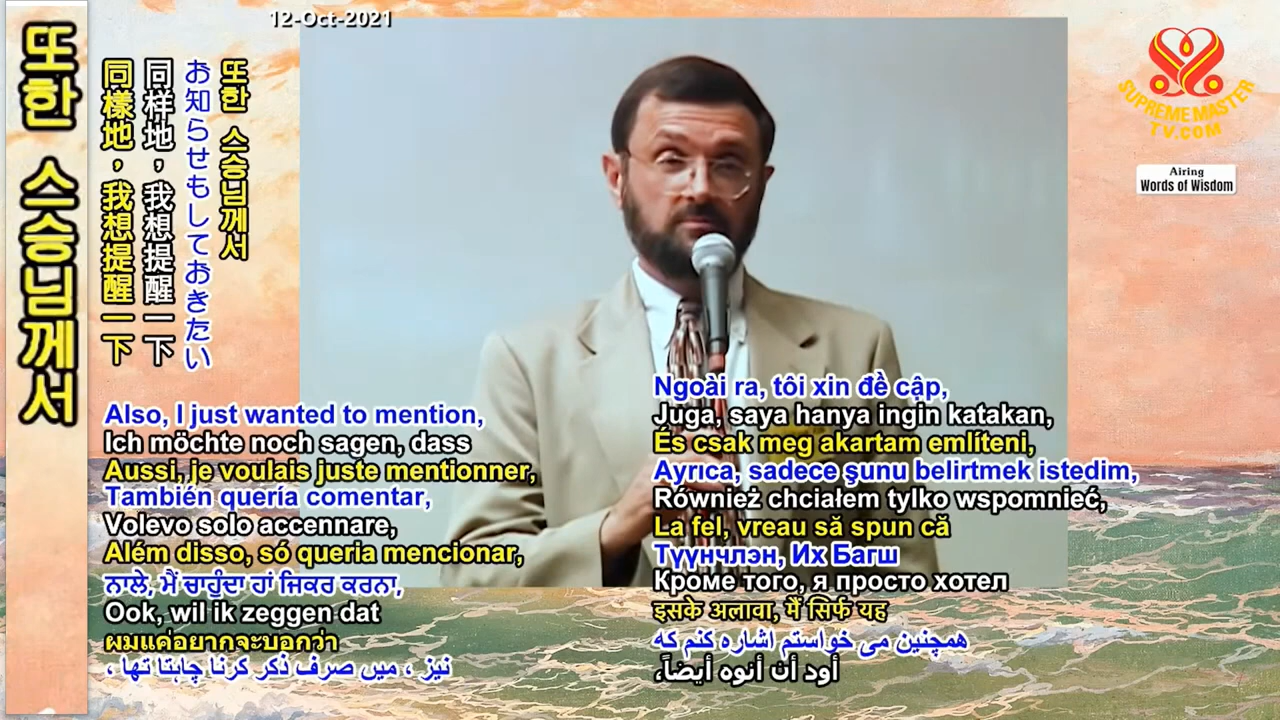 12-Oct-2021
또한 스승님께서
同樣地，我想提醒一下
同样地，我想提醒一下
お知らせもしておきたい
또한 스승님께서
SUPREME MASTER
TV.COM
Airing
Words of Wisdom
Also, I just wanted to mention,
Ich möchte noch sagen, dass
Aussi, je voulais juste mentionner,
También quería comentar,
Volevo solo accennare,
Além disso, só queria mencionar,
ਨਾਲੇ, ਮੈਂ ਚਾਹੁੰਦਾ ਹਾਂ ਜਿਕਰ ਕਰਨਾ,
Ook, wil ik zeggen dat
ผมแค่อยากจะบอกว่า
نیز ، میں صرف ذکر کرنا چاہتا تھا ،
Ngoài ra, tôi xin đề cập,
Juga, saya hanya ingin katakan,
És csak meg akartam említeni,
Ayrıca, sadece şunu belirtmek istedim,
Również chciałem tylko wspomnieć,
La fel, vreau să spun că
Түүнчлэн, Их Багш
Кроме того, я просто хотел
इसके अलावा, मैं सिर्फ यह
همچنین می خواستم اشاره کنم که
أود أن أنوه أيضاً،